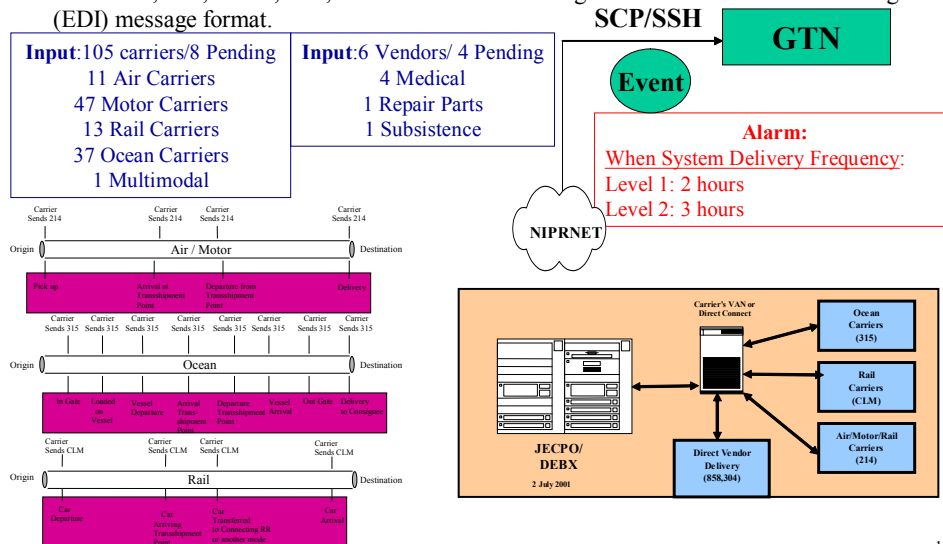 (EDI) message format.
SCP/SSH
GTN
Event
Input:105 carriers/8 Pending
11 Air Carriers
47 Motor Carriers
13 Rail Carriers
37 Ocean Carriers
1 Multimodal
Input:6 Vendors/ 4 Pending
4 Medical
1 Repair Parts
1 Subsistence
Alarm:
When System Delivery Frequency:
Level 1: 2 hours
Level 2: 3 hours
NIPRNET
Carrier
Sends 214
Carrier
Sends 214
Carrier
Sends 214
Carrier
Sends 214
Origin
Air / Motor
Destination
Pick up
Arrival at
Transshipment
Point
Departure from
Transshipment
Point
Delivery
Carrier
Sends 315
Carrier
Sends 315
Carrier
Sends 315
Carrier
Sends 315
Carrier
Sends 315
Carrier
Sends 315
Carrier
Sends 315
Carrier
Sends 315
Origin
Ocean
Destination
In Gate
Loaded
on
Vessel
Vessel
Departure
Arrival
Trans-
shipment
Point
Departure
Transshipment
Point
Vessel
Arrival
Out Gate
Delivery
to Consignee
Carrier
Sends CLM
Carrier
Sends CLM
Carrier
Sends CLM
Carrier
Sends CLM
Origin
Rail
Destination
Car
Departure
Car
Arriving
Transshipment
Point
Car
Transferred
to Connecting RR
or another mode
Car
Arrival
Carrier's VAN or
Direct Connect
JECPO/
DEBX
2 July 2001
Direct Vendor
Delivery
(858,304)
Ocean
Carriers
(315)
Rail
Carriers
(CLM)
Air/Motor/Rail
Carriers
(214)
1